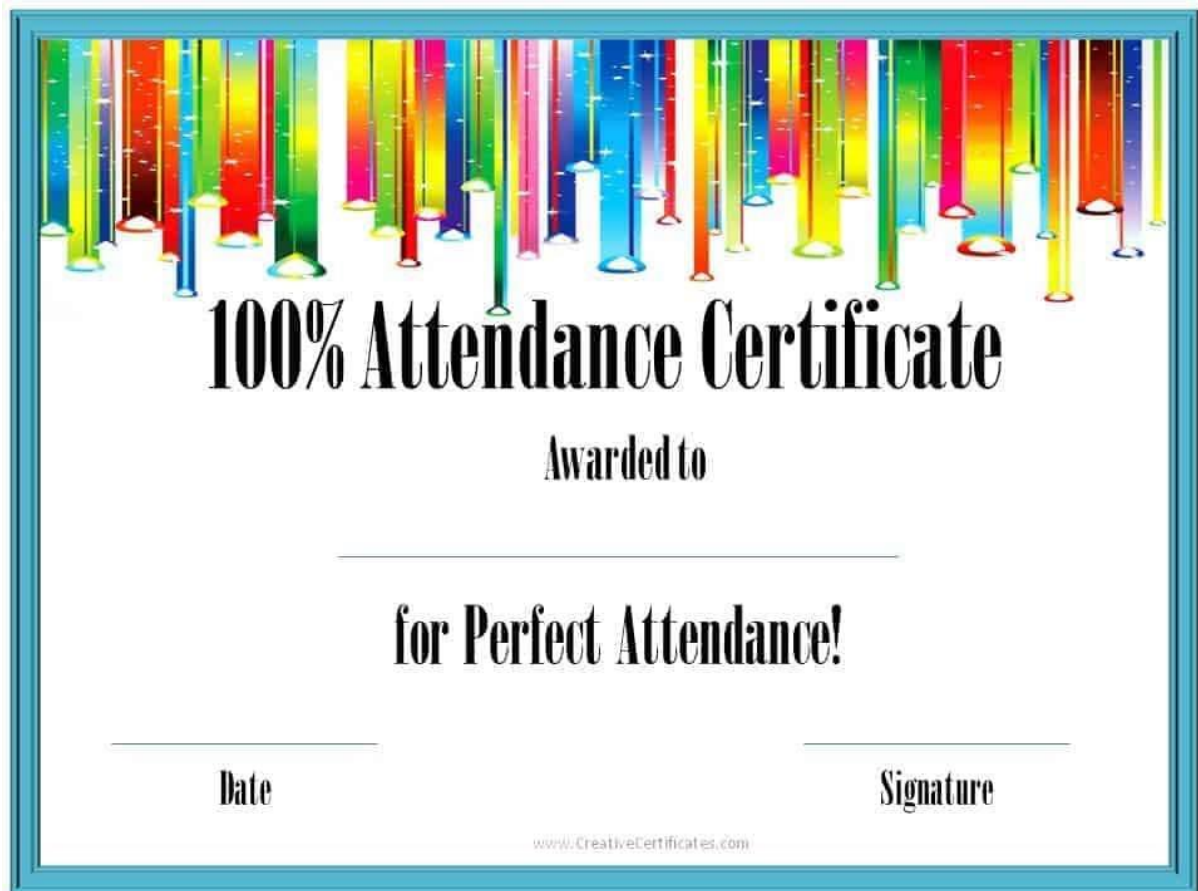 100% Attendance Certificate
Awarded to
for Perfect Attendance!
Date Signature
www.CreativeCertificates.com